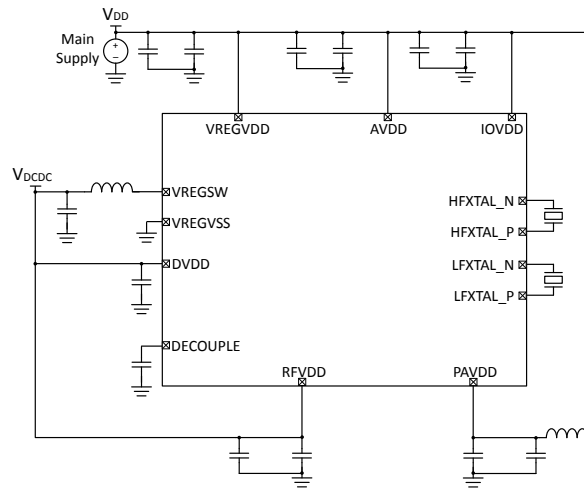 VDD
Main
Supply
+
–
VREGVDD
AVDD
IOVDD
VDCDC
VREGSW
HFXTAL_N
VREGVSS
HFXTAL_P
DVDD
LFXTAL_N
LFXTAL_P
DECOUPLE
RFVDD
PAVDD